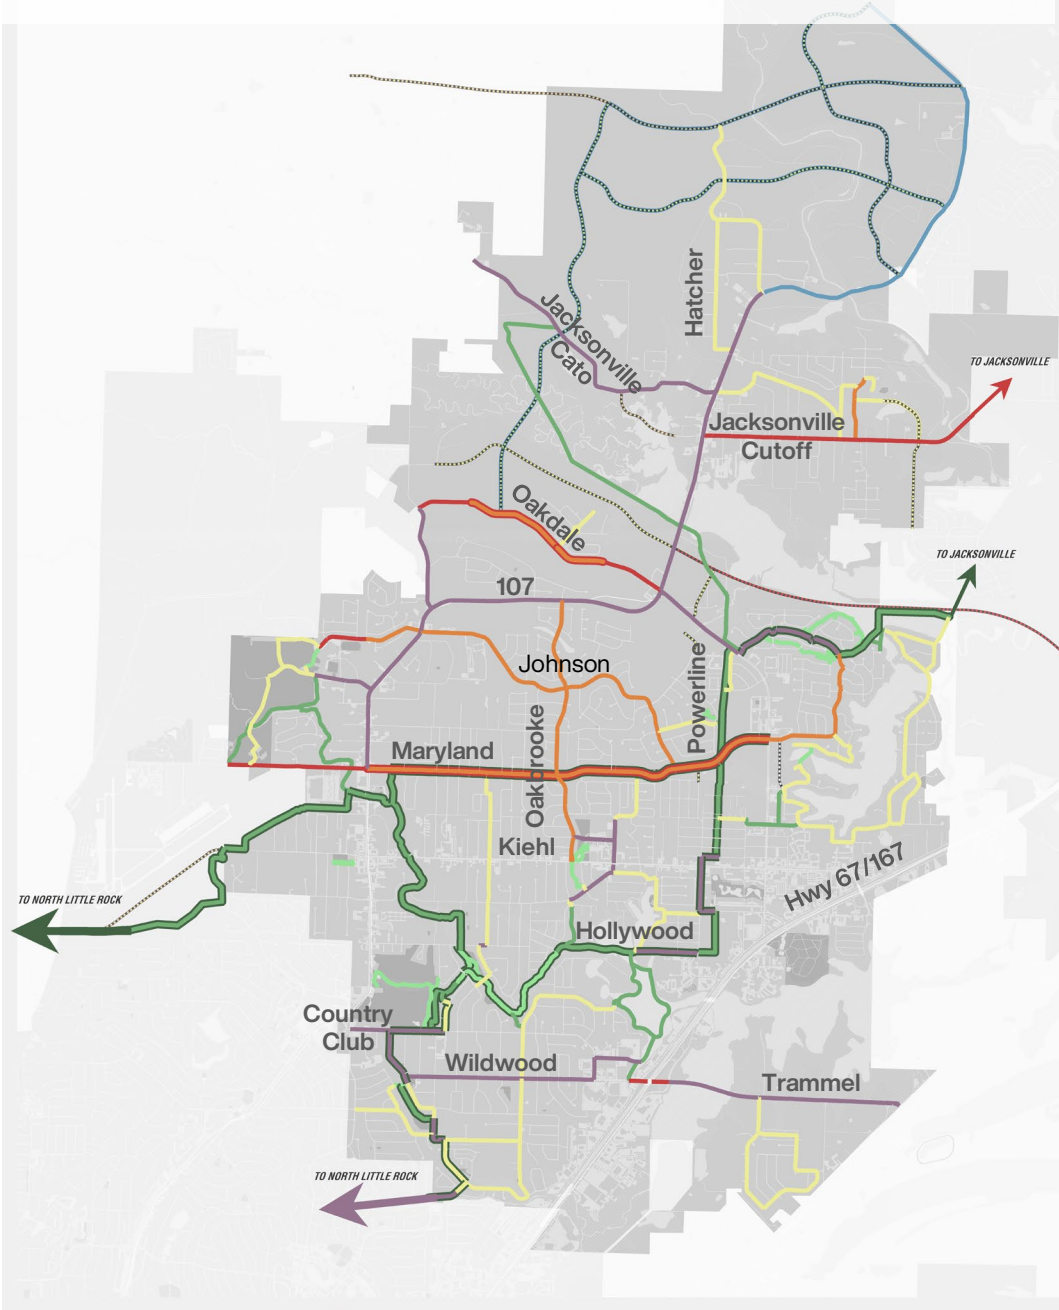 Hatcher
Jacksonville
Cato
TO JACKSONVILLE
Jacksonville
Cutoff
Oakdale
TO JACKSONVILLE
107
Johnson
Powerline
Maryland
Oakbrooke
Kiehl
Hwy 67/167
TO NORTH LITTLE ROCK
Hollywood
Country
Club
Wildwood
Trammel
TO NORTH LITTLE ROCK